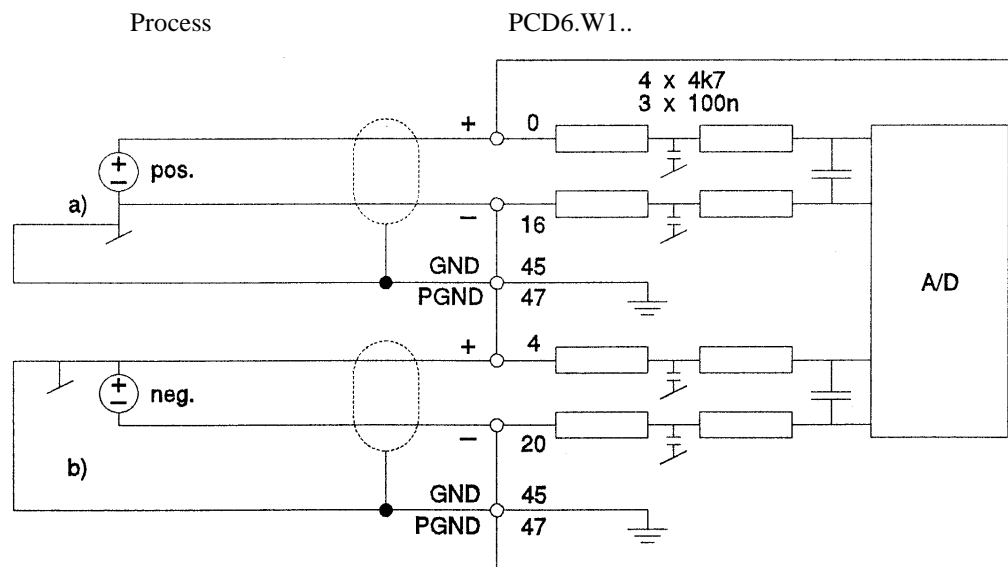 Process PCD6.W1..
4 x 4k7
3 x 100n
+ 0
+
− pos.
a)
− 16
GND 45
PGND 47
A/D
+ 4
+
− neg.
− 20
b)
GND 45
PGND 47